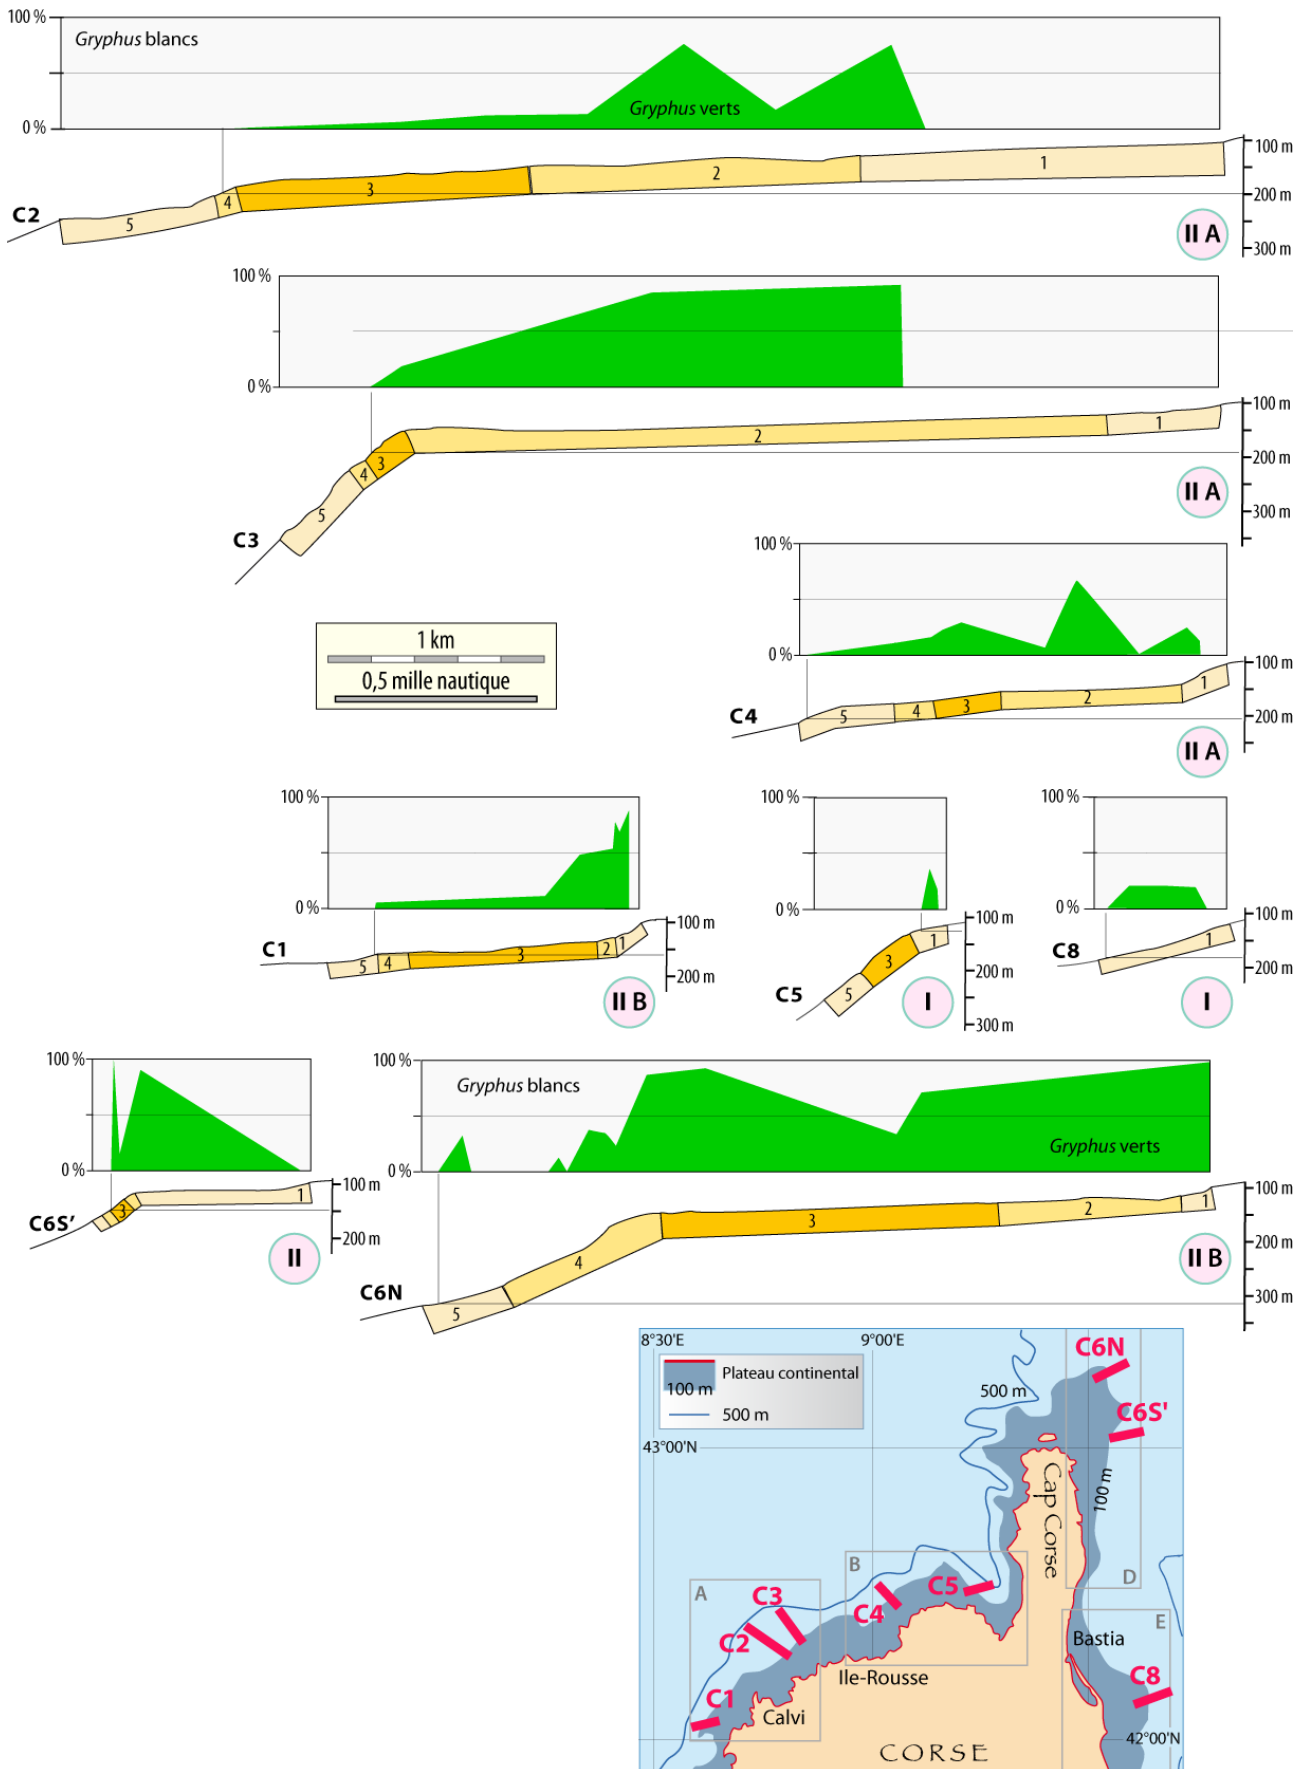 100 %
Gryphus blancs
Gryphus verts
0 %
100 m
1
2
3
200 m
4
C2
5
II A
300 m
100 %
0 %
100 m
1
2
3
200 m
4
II A
5
300 m
C3
100 %
1 km
0,5 mille nautique
0 %
100 m
1
2
3
4
5
C4
200 m
II A
100 %
100 %
100 %
0 %
0 %
0 %
100 m
100 m
100 m
C1
5
4
3
2
1
200 m
II B
C5
5
3
1
200 m
300 m
I
C8
1
200 m
I
100 %
100 %
Gryphus blancs
Gryphus verts
0 %
0 %
100 m
1
3
C6S'
200 m
II
100 m
1
2
3
200 m
4
II B
C6N
5
300 m
8°30'E
9°00'E
C6N
Plateau continental
100 m
500 m
500 m
C6S'
43°00'N
100 m
Cap Corse
B
D
A
C3
C5
C4
E
C2
Bastia
Ile-Rousse
C8
C1
Calvi
42°00'N
CORSE